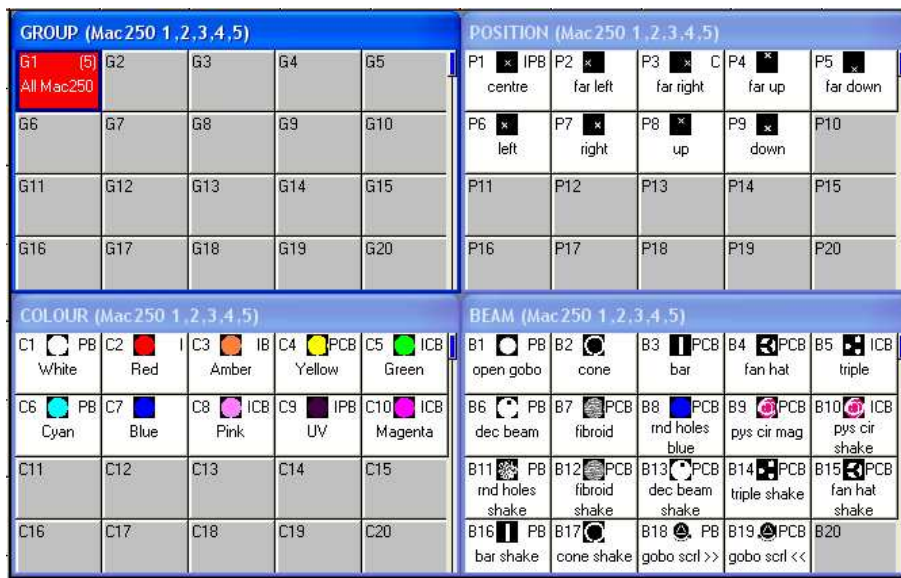 GROUP (Mac250 1,2,3,4,5)
G1 (5) G2 G3 G4 G5
All Mac250
G6 G7 G8 G9 G10
G11 G12 G13 G14 G15
G16 G17 G18 G19 G20
POSITION (Mac250 1,2,3,4,5)
P1 IPB P2 P3 C P4 P5
centre far left far right far up far down
P6 P7 P8 P9 P10
left right up down
P11 P12 P13 P14 P15
P16 P17 P18 P19 P20
COLOUR (Mac250 1,2,3,4,5)
C1 PB C2 I C3 IB C4 PCB C5 ICB
White Red Amber Yellow Green
C6 PB C7 C8 ICB C9 IPB C10 ICB
Cyan Blue Pink UV Magenta
C11 C12 C13 C14 C15
C16 C17 C18 C19 C20
BEAM (Mac250 1,2,3,4,5)
B1 PB B2 B3 PCB B4 PCB B5 ICB
open gobo cone bar fan hat triple
B6 PB B7 PCB B8 PCB B9 PCB B10 ICB
dec beam fibroid rnd holes pys cir mag pys cir
blue shake
B11 PB B12 PCB B13 PCB B14 PCB B15 PCB
rnd holes fibroid dec beam triple shake fan hat
shake shake shake shake
B16 PB B17 B18 PB B19 PCB B20
bar shake cone shake gobo scrl >> gobo scrl <<